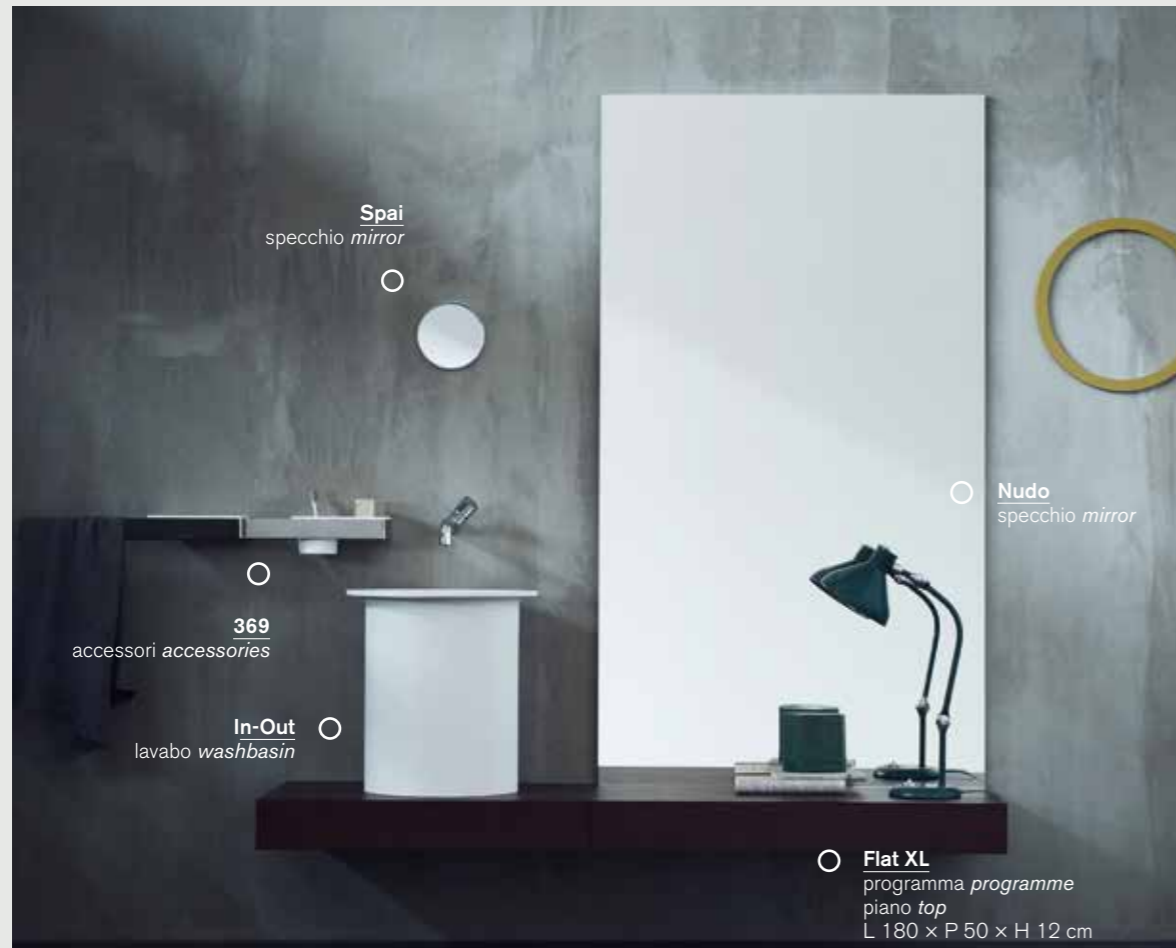 Spai
specchio mirror
Nudo
specchio mirror
369
accessori accessories
In-Out
lavabo washbasin
Flat XL
programma programme
piano top
L 180 × P 50 × H 12 cm